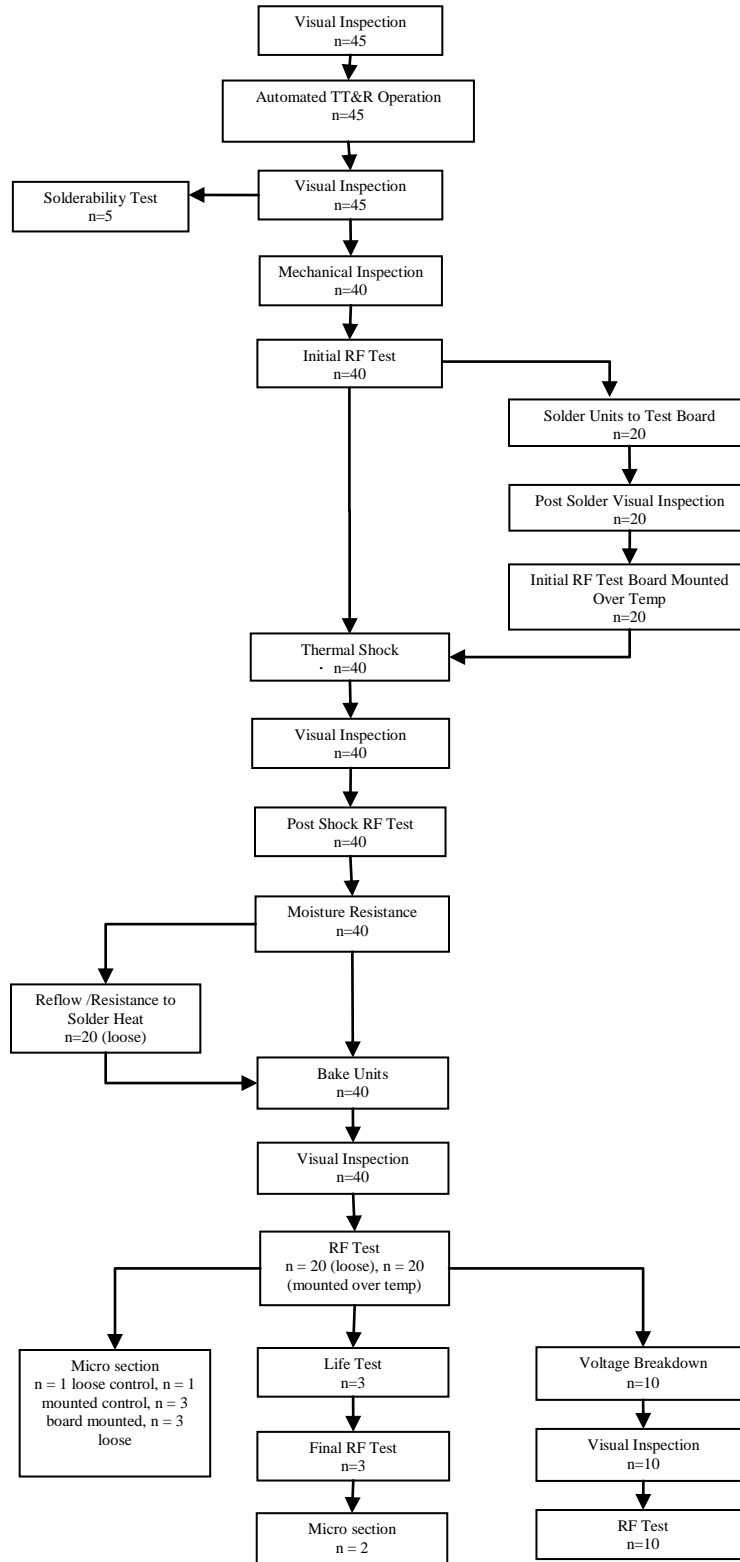 Visual Inspection
n=45
Automated TT&R Operation
n=45
Visual Inspection
n=45
Solderability Test
n=5
Mechanical Inspection
n=40
Initial RF Test
n=40
Solder Units to Test Board
n=20
Post Solder Visual Inspection
n=20
Initial RF Test Board Mounted
Over Temp
n=20
Thermal Shock
· n=40
Visual Inspection
n=40
Post Shock RF Test
n=40
Moisture Resistance
n=40
Reflow /Resistance to
Solder Heat
n=20 (loose)
Bake Units
n=40
Visual Inspection
n=40
RF Test
n = 20 (loose), n = 20
(mounted over temp)
Micro section
n = 1 loose control, n = 1
mounted control, n = 3
board mounted, n = 3
loose
Life Test
n=3
Final RF Test
n=3
Micro section
n = 2
Voltage Breakdown
n=10
Visual Inspection
n=10
RF Test
n=10